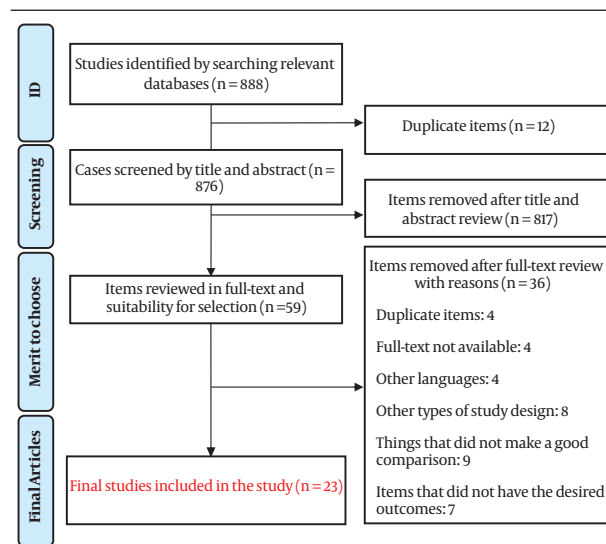 ID
Studies identified by searching relevant
databases (n = 888)
Duplicate items (n = 12)
Screening
Cases screened by title and abstract (n =
876)
Items removed after title and
abstract review (n = 817)
Merit to choose
Items reviewed in full-text and
suitability for selection (n =59)
Items removed after full-text review
with reasons (n = 36)
Duplicate items: 4
Full-text not available: 4
Other languages: 4
Other types of study design: 8
Things that did not make a good
comparison: 9
Items that did not have the desired
outcomes: 7
Final Articles
Final studies included in the study (n = 23)